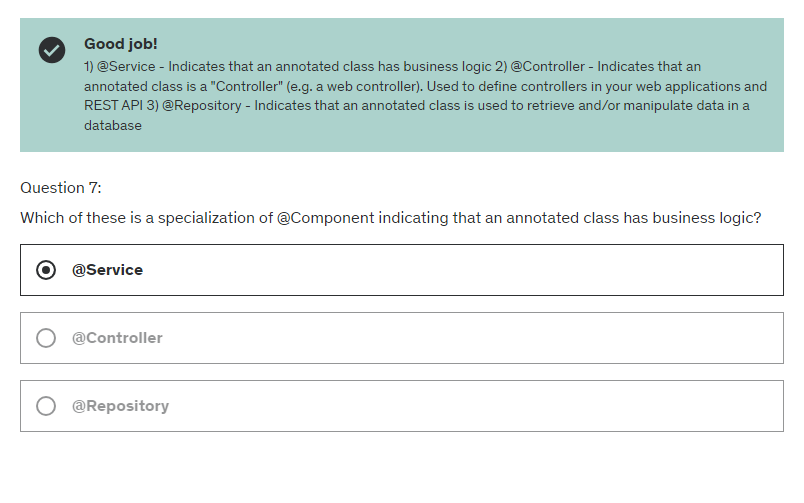 Good job!
1) @Service - Indicates that an annotated class has business logic 2) @Controller - Indicates that an
annotated class is a "Controller" (e.g. a web controller). Used to define controllers in your web applications and
REST API 3) @Repository - Indicates that an annotated class is used to retrieve and/or manipulate data in a
database
Question 7:
Which of these is a specialization of @Component indicating that an annotated class has business logic?
@Service
@Controller
@Repository